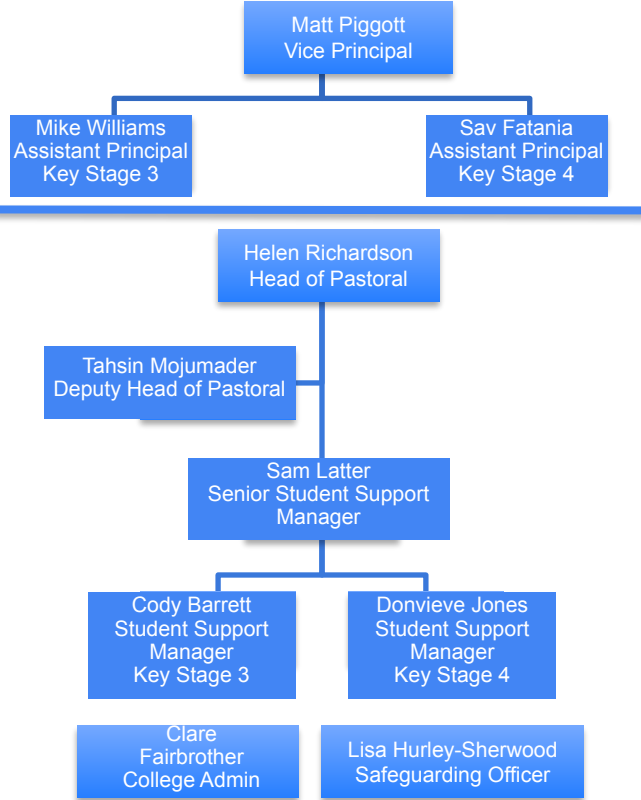 Matt Piggott
Vice Principal
Mike Williams
Assistant Principal
Key Stage 3
Sav Fatania
Assistant Principal
Key Stage 4
Helen Richardson
Head of Pastoral
Tahsin Mojumader
Deputy Head of Pastoral
Sam Latter
Senior Student Support
Manager
Cody Barrett
Student Support
Manager
Key Stage 3
Donvieve Jones
Student Support
Manager
Key Stage 4
Clare
Fairbrother
College Admin
Lisa Hurley-Sherwood
Safeguarding Officer